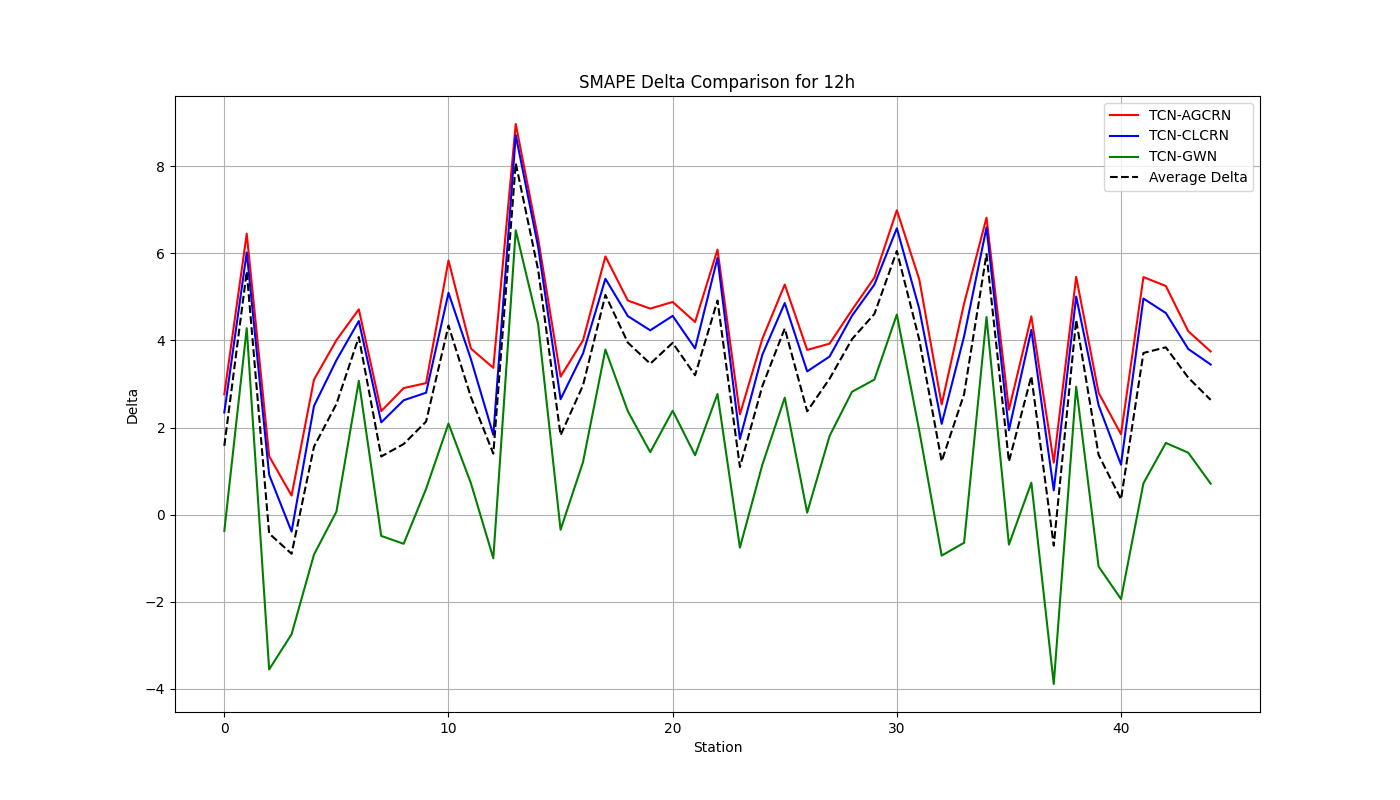 SMAPE Delta Comparison for 12h
TCN-AGCRN
TCN-CLCRN
TCN-GWN
Average Delta
8
6
4
2
0
−2
−4
Delta
0 10 20 30 40
Station